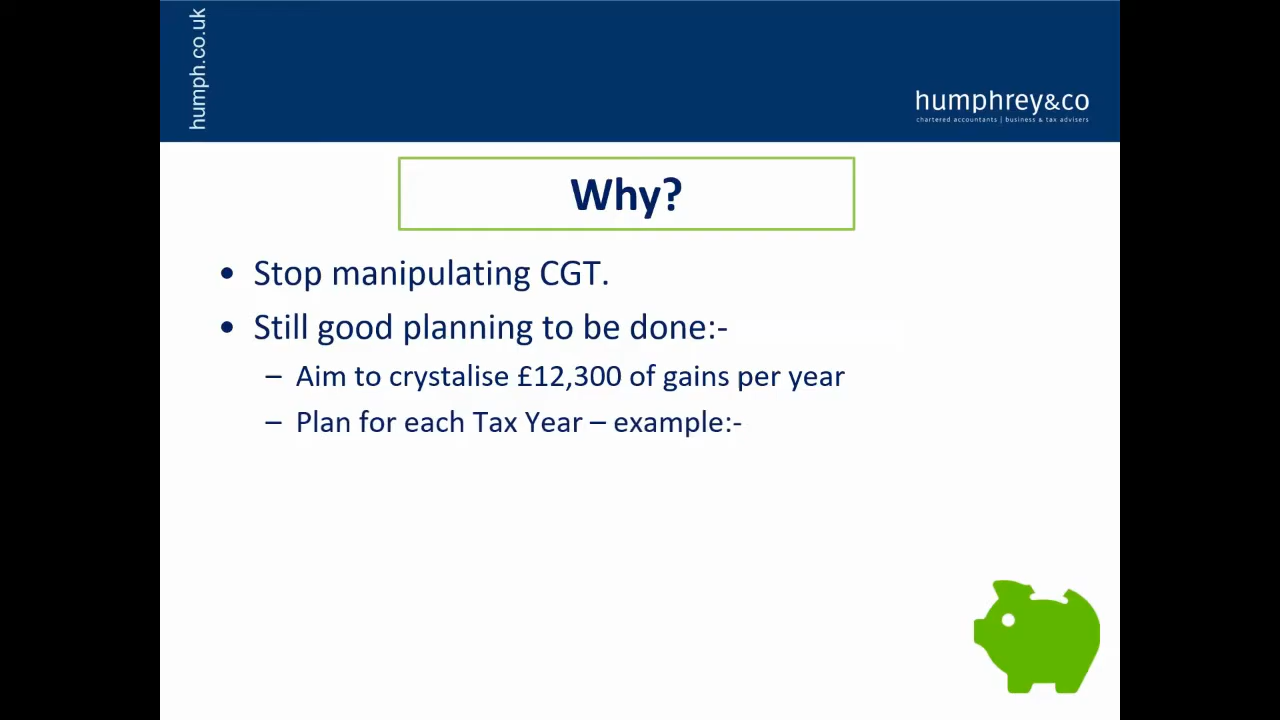 humph.co.uk
humphrey&co
chartered accountants | business & tax advisers
Why?
• Stop manipulating CGT.
• Still good planning to be done:-
– Aim to crystalise £12,300 of gains per year
– Plan for each Tax Year – example:-